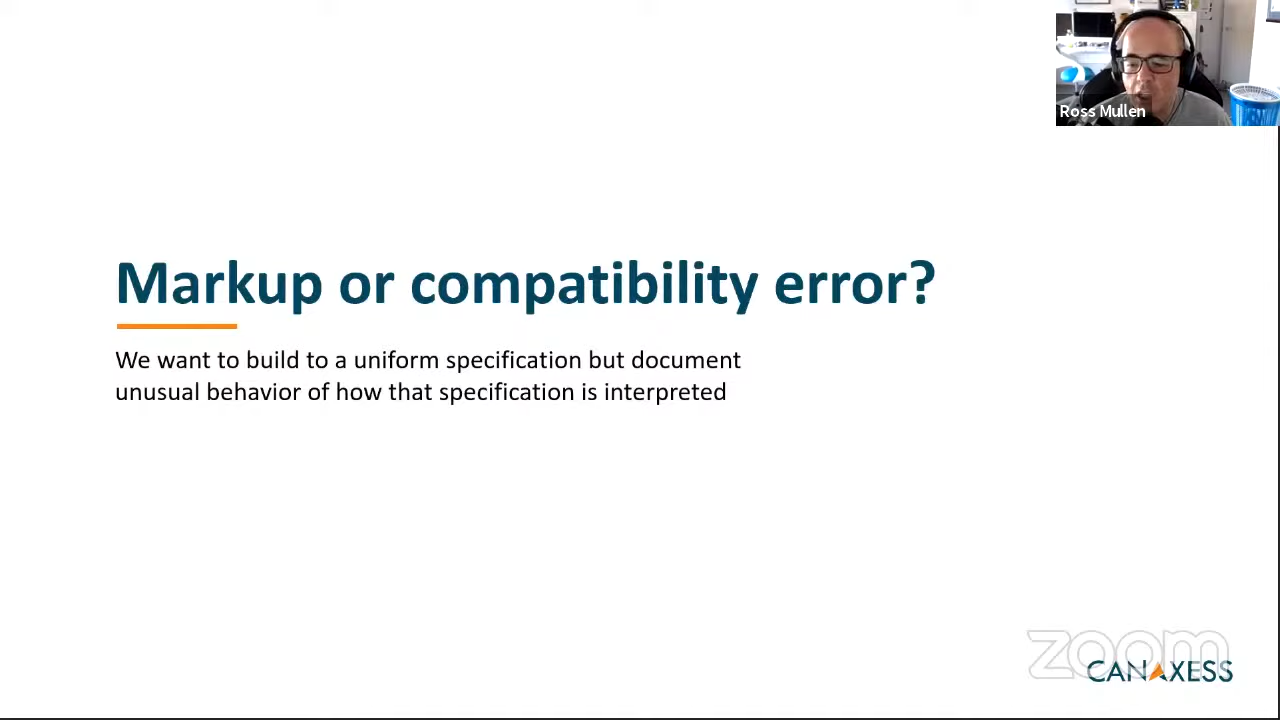 Ross Mullen
Markup or compatibility error?
We want to build to a uniform specification but document
unusual behavior of how that specification is interpreted
zoom
CANAXESS